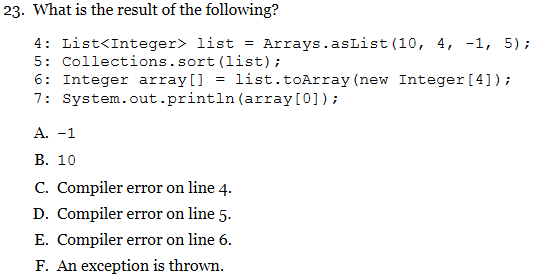 23. What is the result of the following?
4: List<Integer> list = Arrays.asList(10, 4, -1, 5);
5: Collections.sort(list);
6: Integer array[] = list.toArray(new Integer[4]);
7: System.out.println(array[0]);
A. -1
B. 10
C. Compiler error on line 4.
D. Compiler error on line 5.
E. Compiler error on line 6.
F. An exception is thrown.